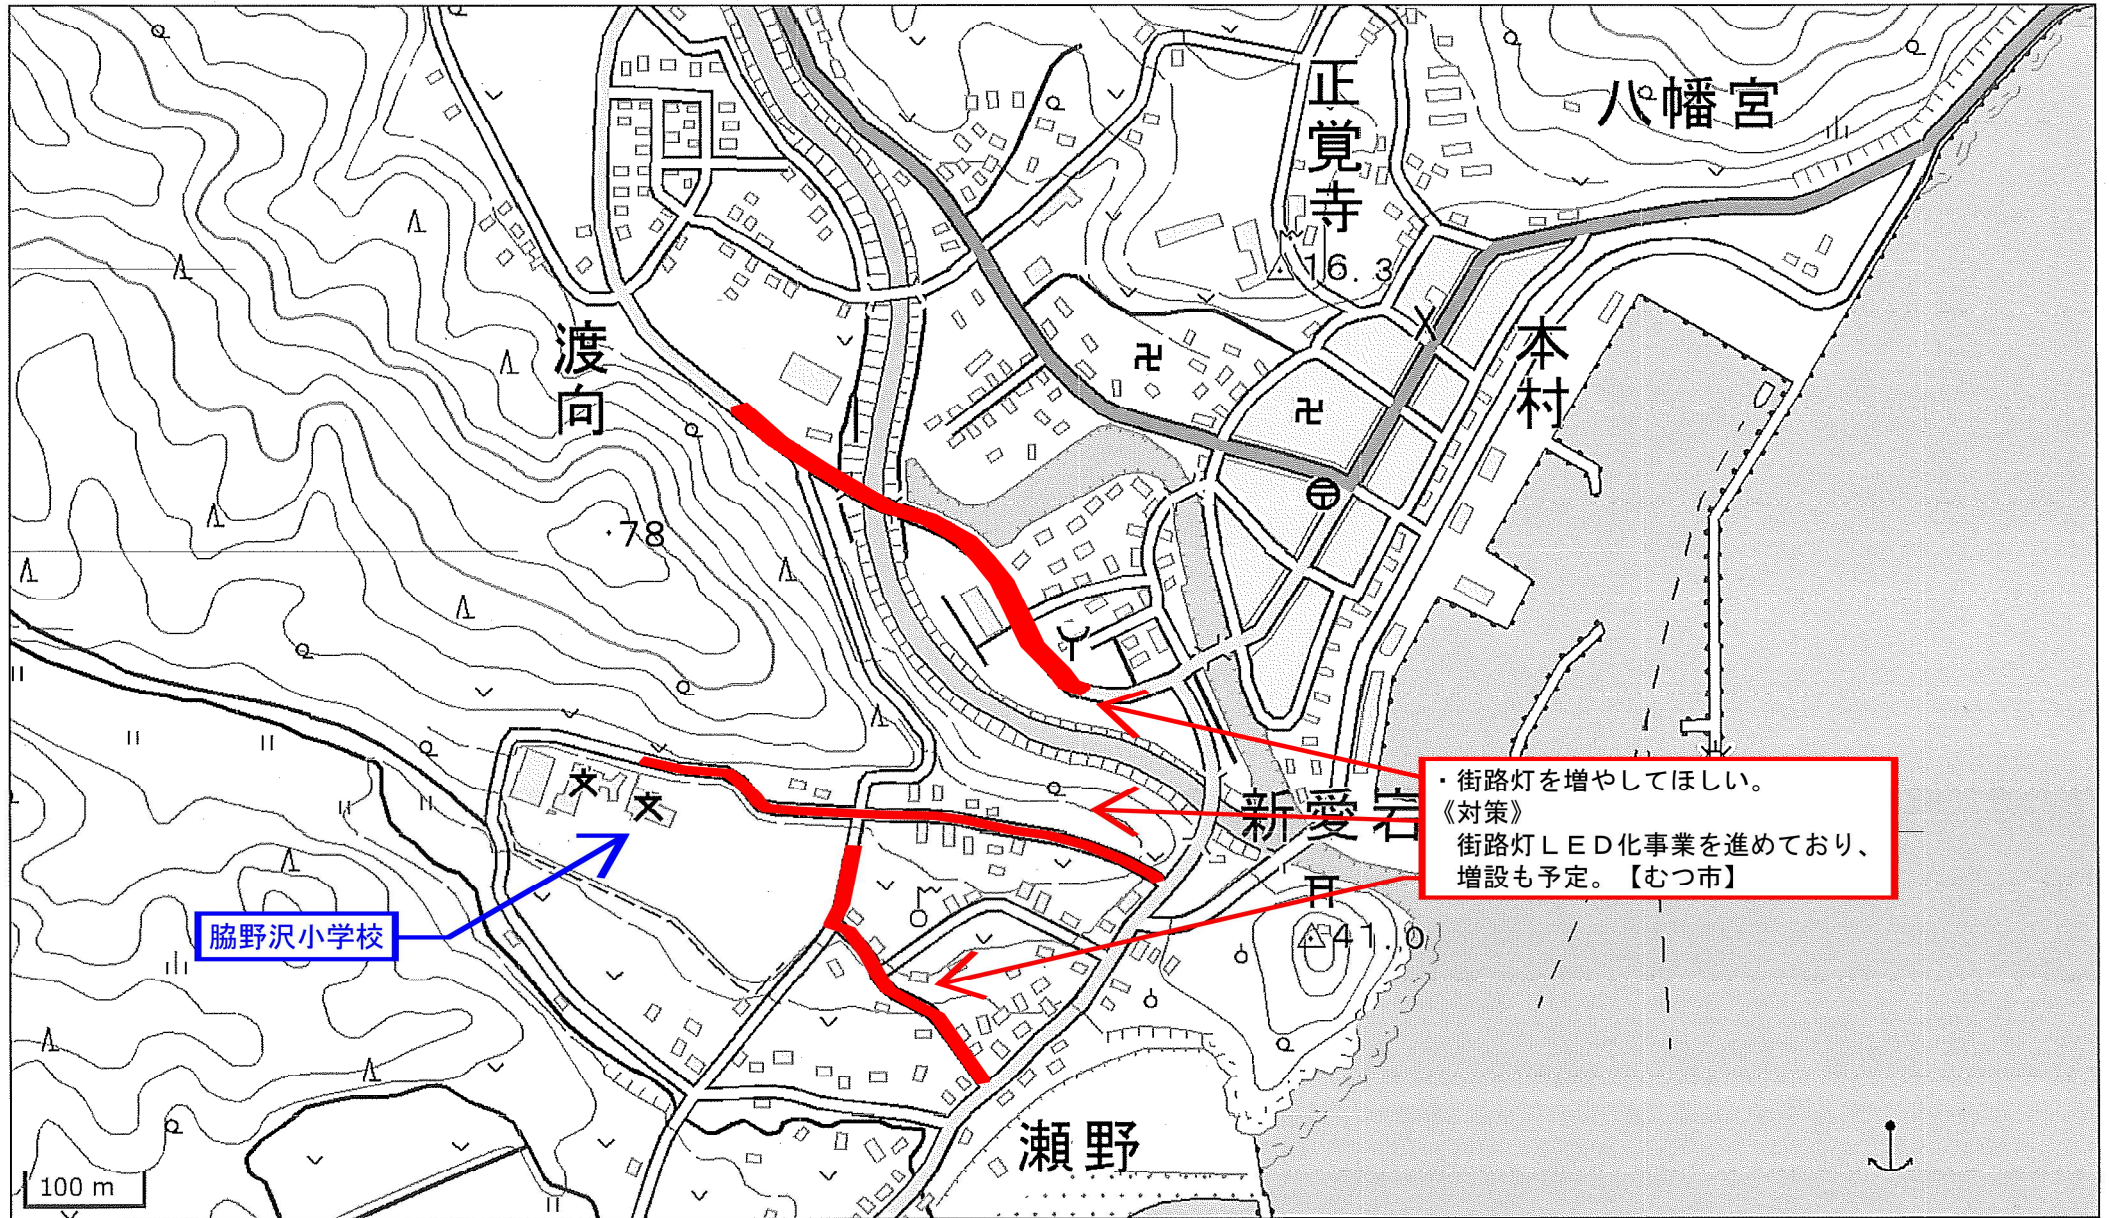 正覚寺
八幡宮
16.3
渡向
本村
78
・街路灯を増やしてほしい。
《対策》
街路灯LED化事業を進めており、
増設も予定。【むつ市】
新愛宕
脇野沢小学校
41.0
瀬野
100 m